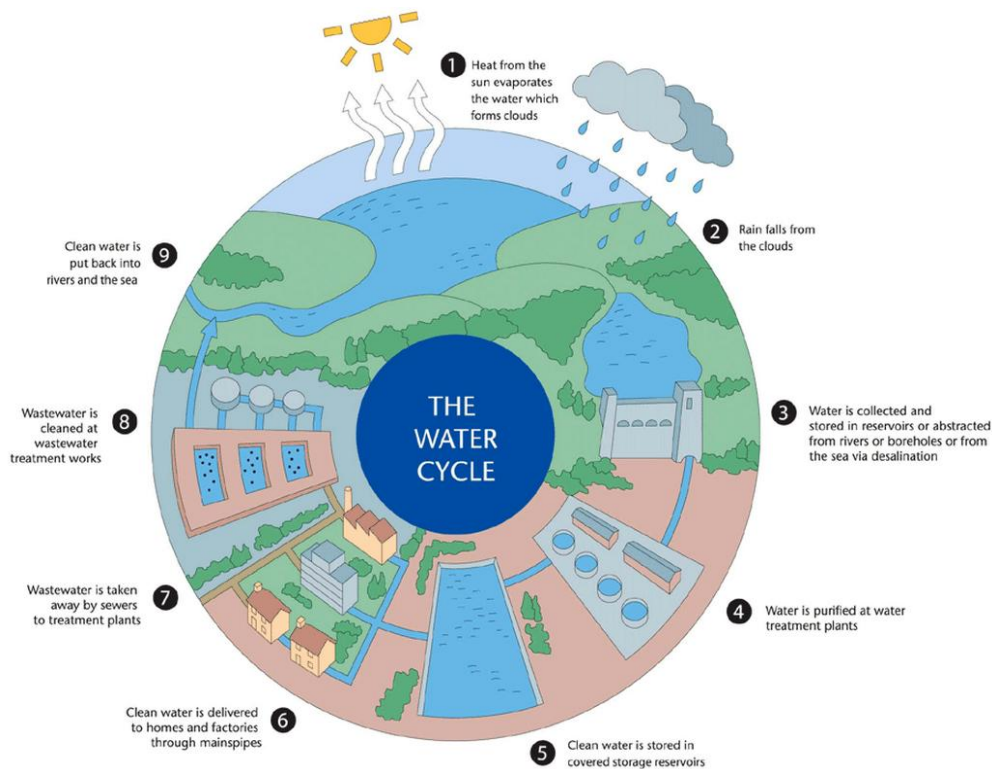 1
Heat from the
sun evaporates
the water which
forms clouds
2
Rain falls from
the clouds
3
Water is collected and
stored in reservoirs or abstracted
from rivers or boreholes or from
the sea via desalination
4
Water is purified at water
treatment plants
5
Clean water is stored in
covered storage reservoirs
6
Clean water is delivered
to homes and factories
through mainspipes
7
Wastewater is taken
away by sewers
to treatment plants
8
Wastewater is
cleaned at
wastewater
treatment works
9
Clean water is
put back into
rivers and the sea
THE
WATER
CYCLE